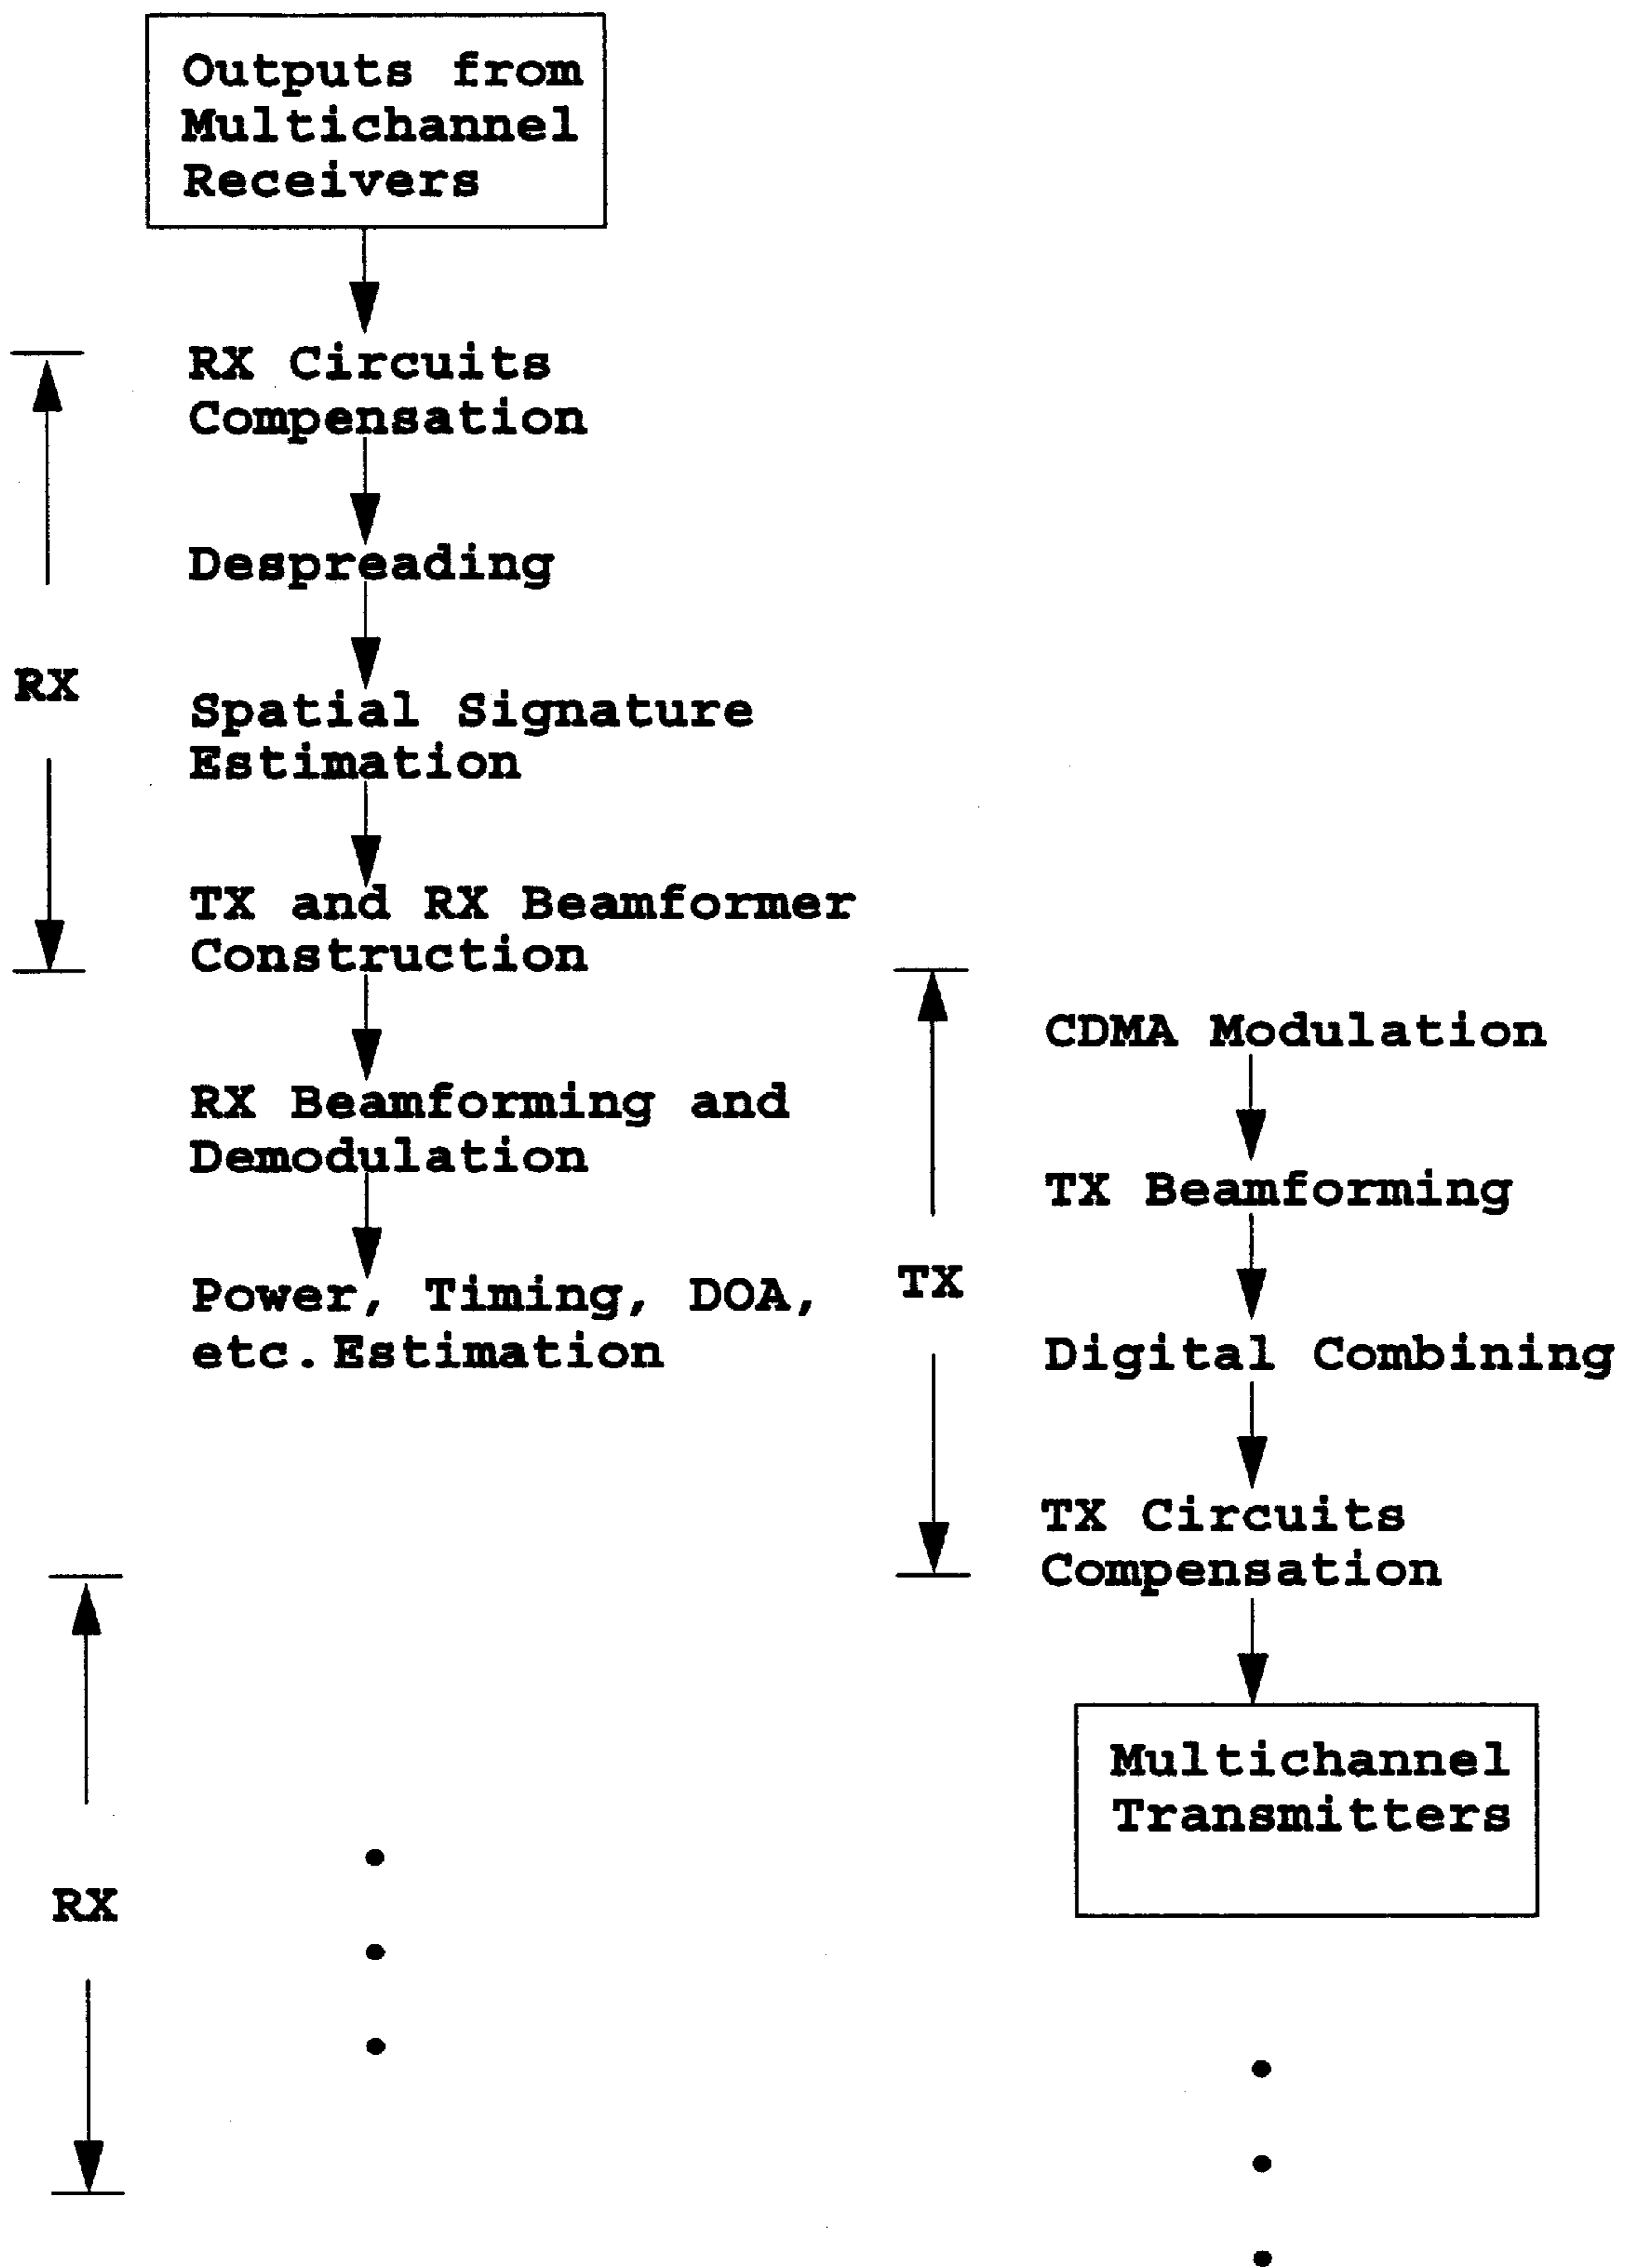 Outputs from
Multichannel
Receivers
RX Circuits
Compensation
Despreading
RX
Spatial Signature
Estimation
TX and RX Beamformer
Construction
CDMA Modulation
RX Beamforming and
Demodulation
TX Beamforming
TX
Power, Timing, DOA,
etc. Estimation
Digital Combining
TX Circuits
Compensation
Multichannel
Transmitters
RX